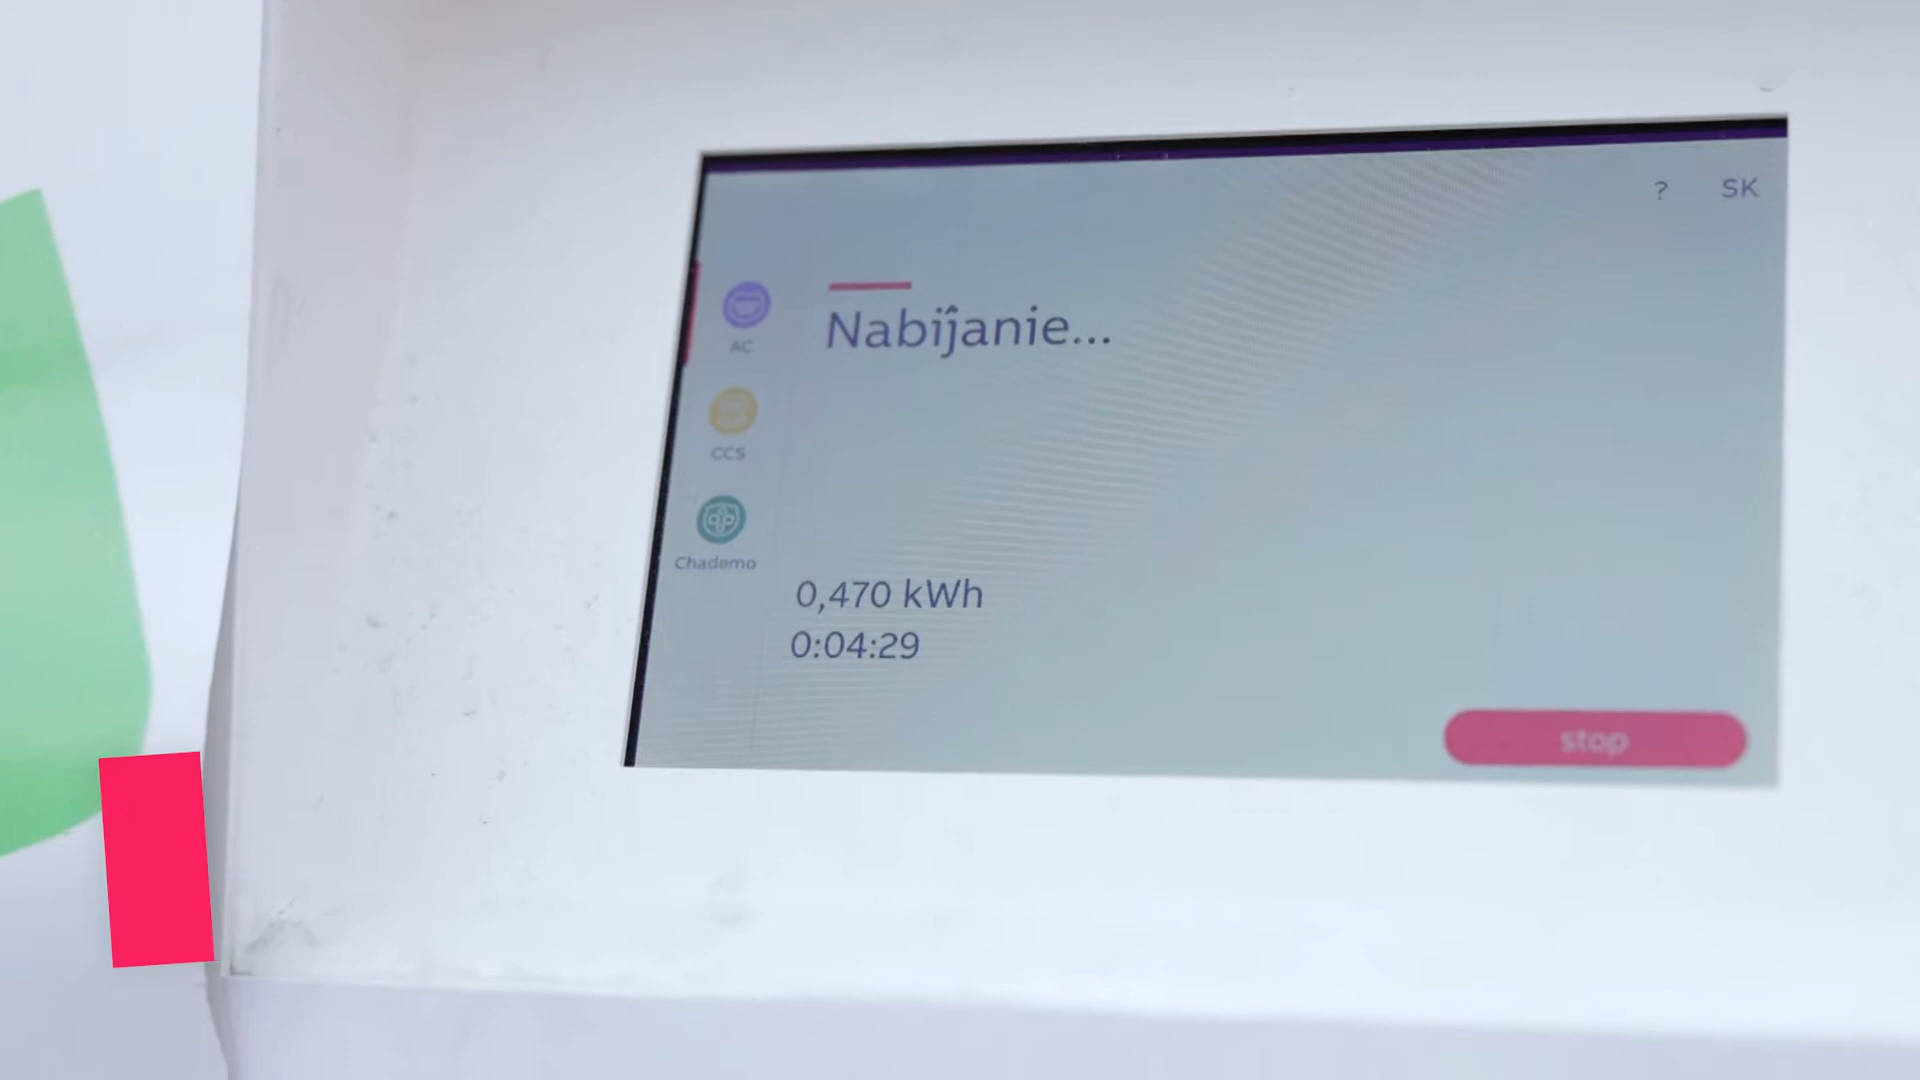 ? SK
AC
Nabíjanie...
CCS
Chademo
0,470 kWh
0:04:29
stop